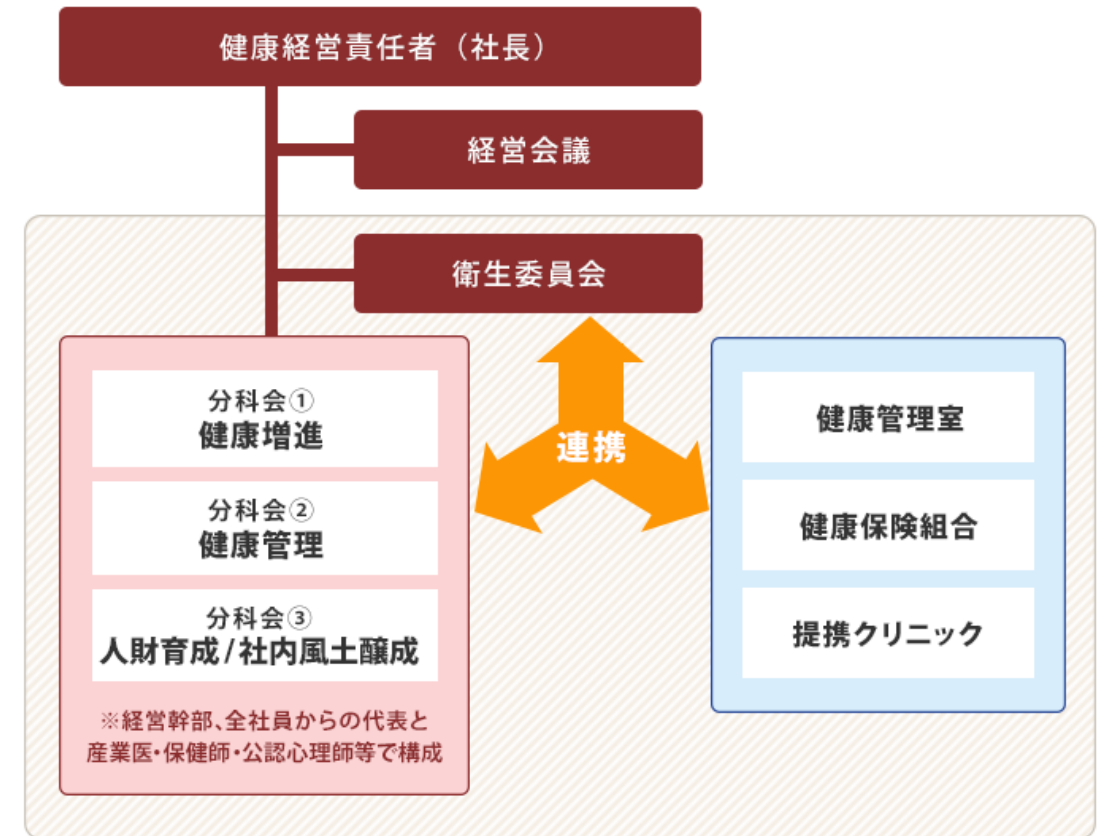 健康経営責任者（社長）
経営会議
衛生委員会
分科会①
健康増進
分科会②
健康管理
分科会③
人財育成/社内風土醸成
※経営幹部、全社員からの代表と
産業医・保健師・公認心理師等で構成
連携
健康管理室
健康保険組合
提携クリニック